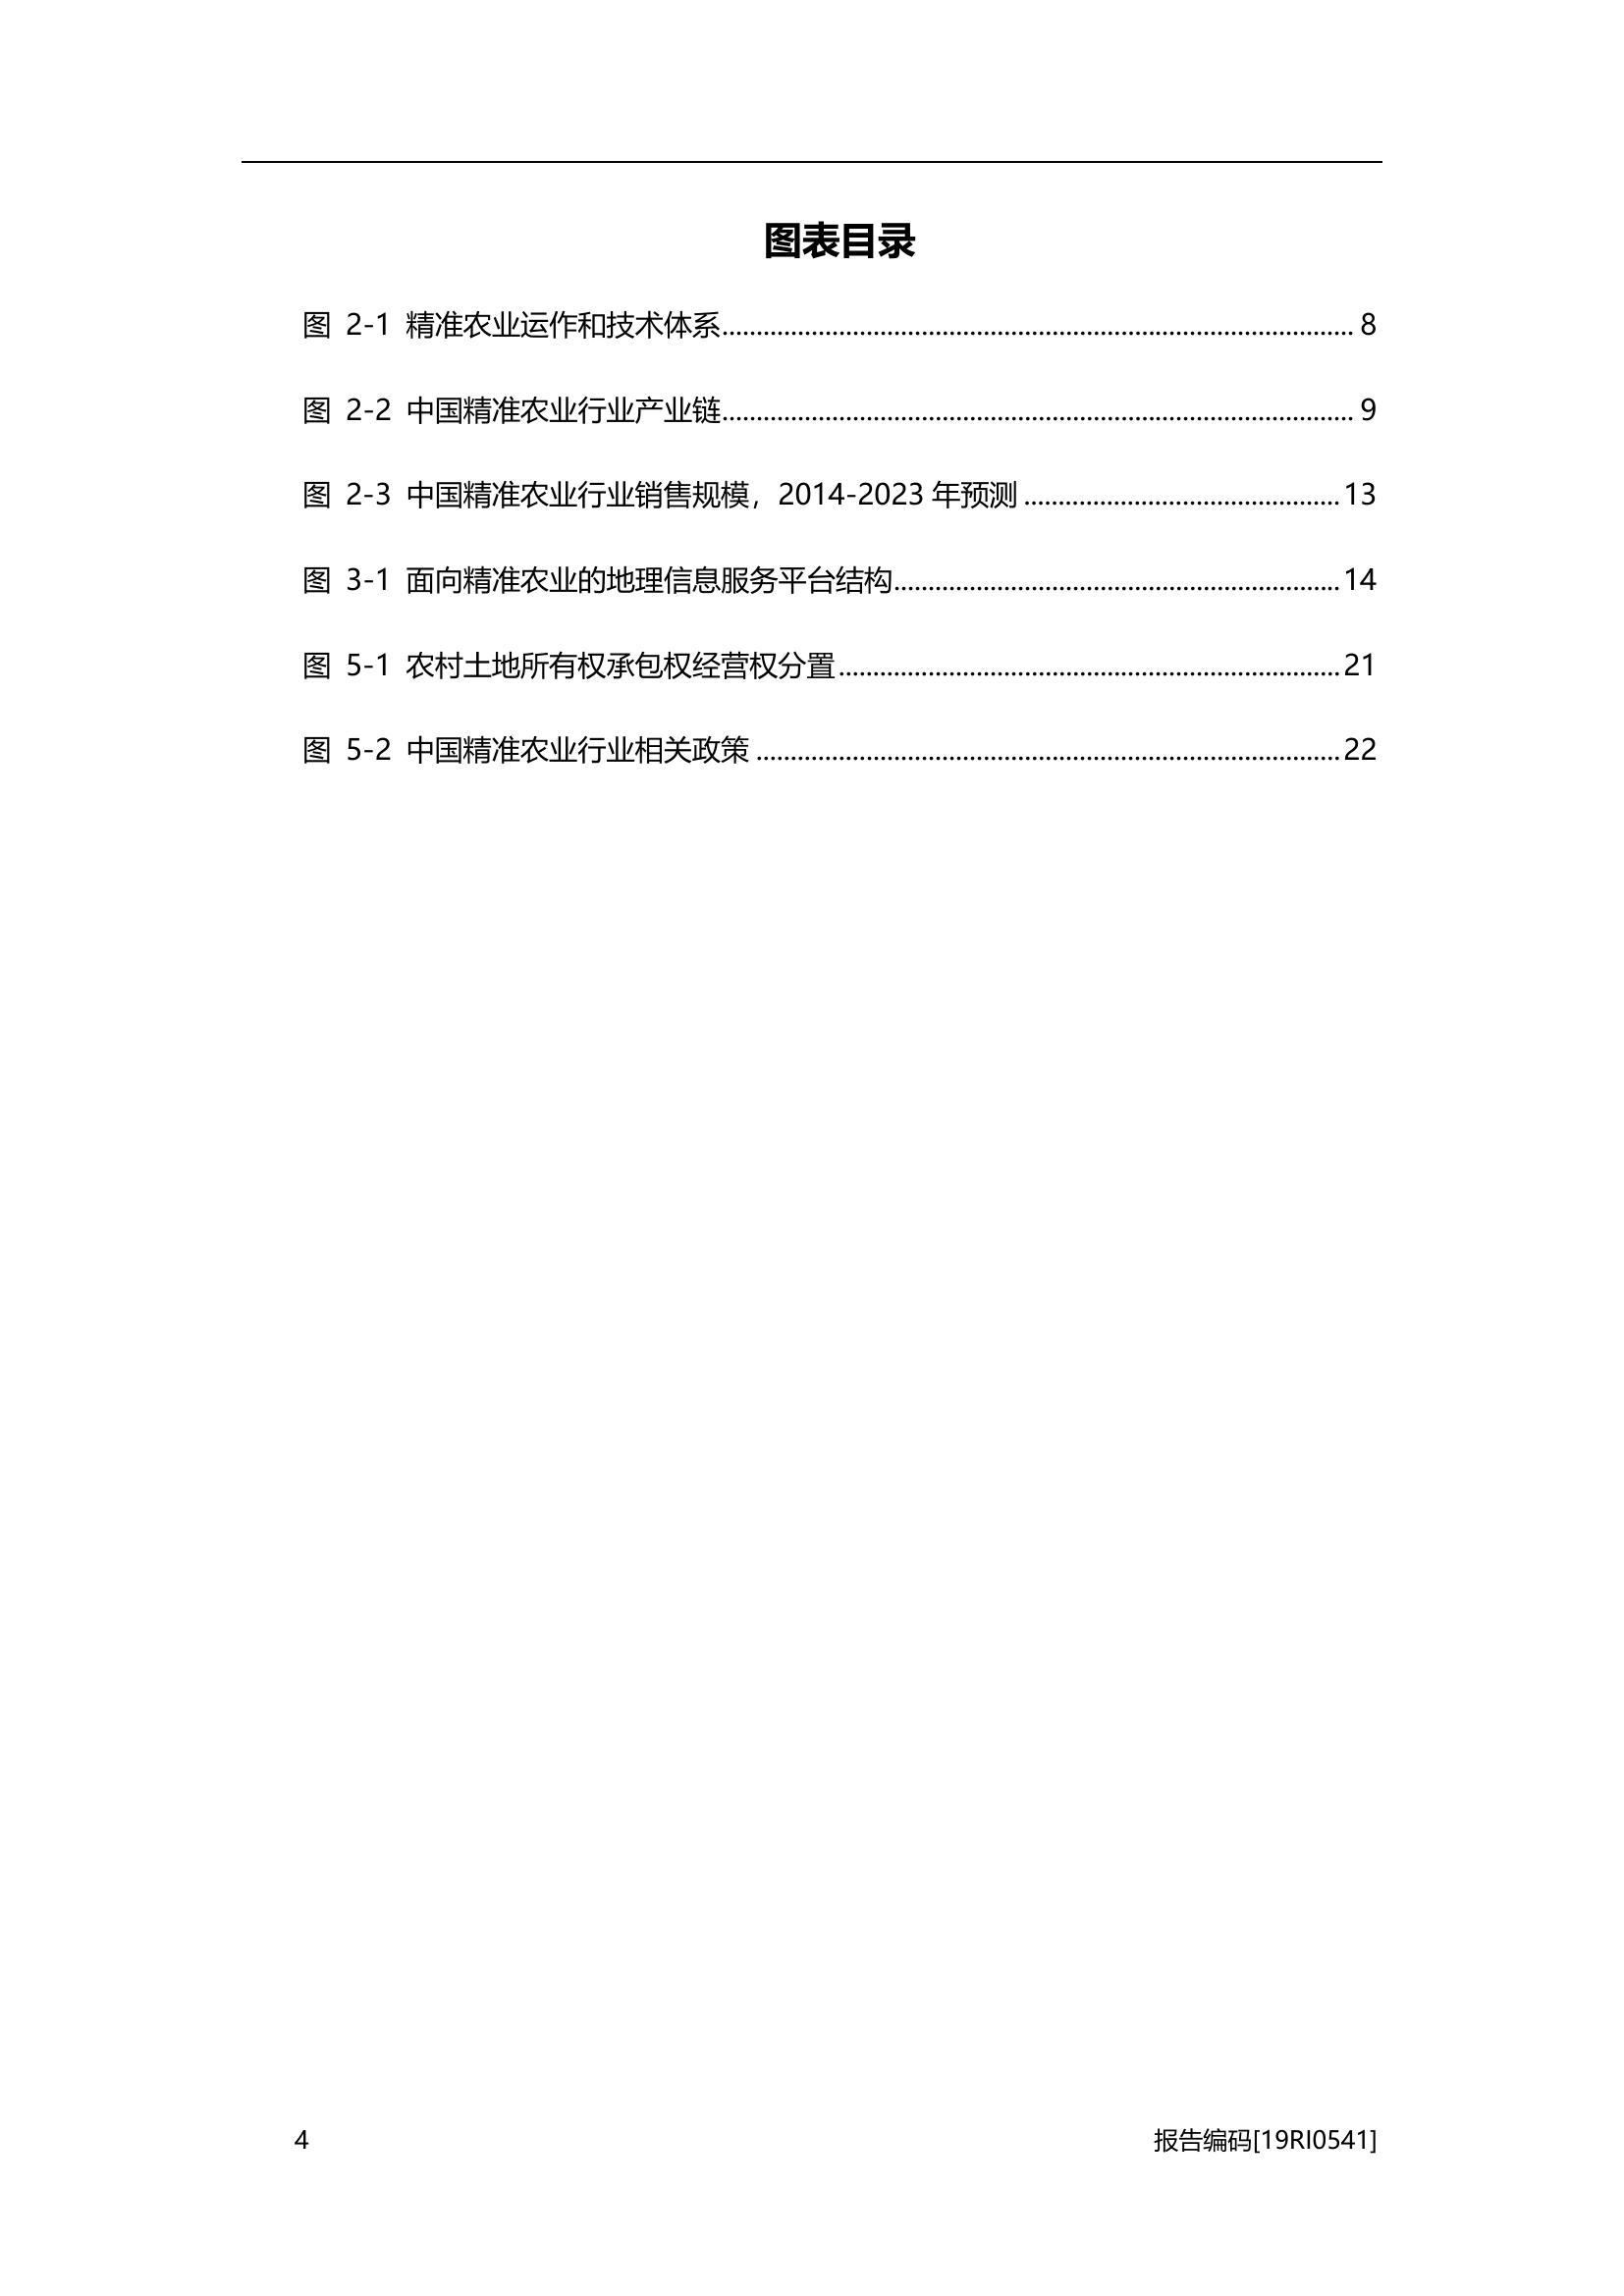 图表目录
图 2-1 精准农业运作和技术体系........................................................................................... 8
图 2-2 中国精准农业行业产业链........................................................................................... 9
图 2-3 中国精准农业行业销售规模，2014-2023 年预测 .............................................. 13
图 3-1 面向精准农业的地理信息服务平台结构................................................................. 14
图 5-1 农村土地所有权承包权经营权分置......................................................................... 21
图 5-2 中国精准农业行业相关政策 ..................................................................................... 22
4
报告编码[19RI0541]